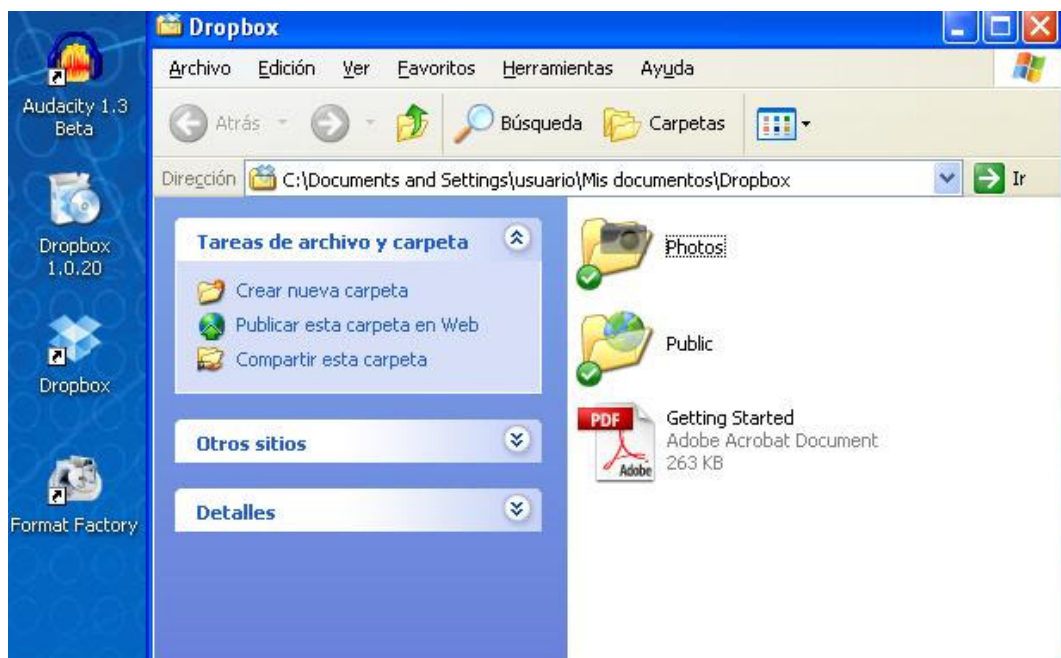 Audacity 1.3
Beta
Dropbox
1.0.20
Dropbox
Format Factory
Dropbox
Archivo Edición Ver Favoritos Herramientas Ayuda
Atrás Búsqueda Carpetas
Dirección C:\Documents and Settings\usuario\Mis documentos\Dropbox Ir
Tareas de archivo y carpeta
Crear nueva carpeta
Publicar esta carpeta en Web
Compartir esta carpeta
Otros sitios
Detalles
Photos
Public
PDF
Adobe
Getting Started
Adobe Acrobat Document
263 KB